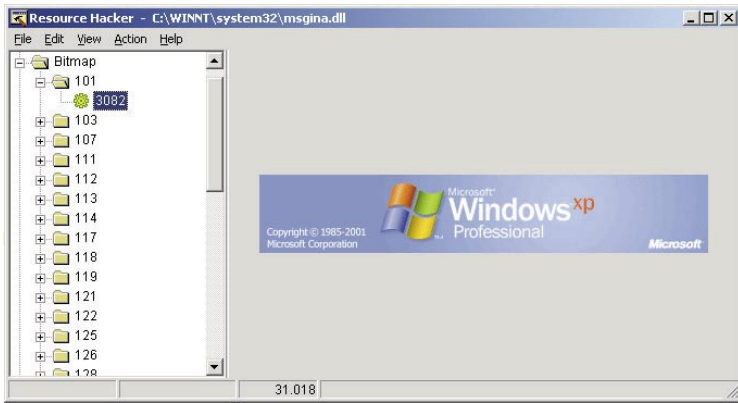 Resource Hacker - C:\WINNT\system32\msgina.dll
File Edit View Action Help
Bitmap
101
3082
103
107
111
112
113
114
117
118
119
121
122
125
126
128
Microsoft®
Windows xp
Professional
Copyright © 1985-2001
Microsoft Corporation
Microsoft
31.018